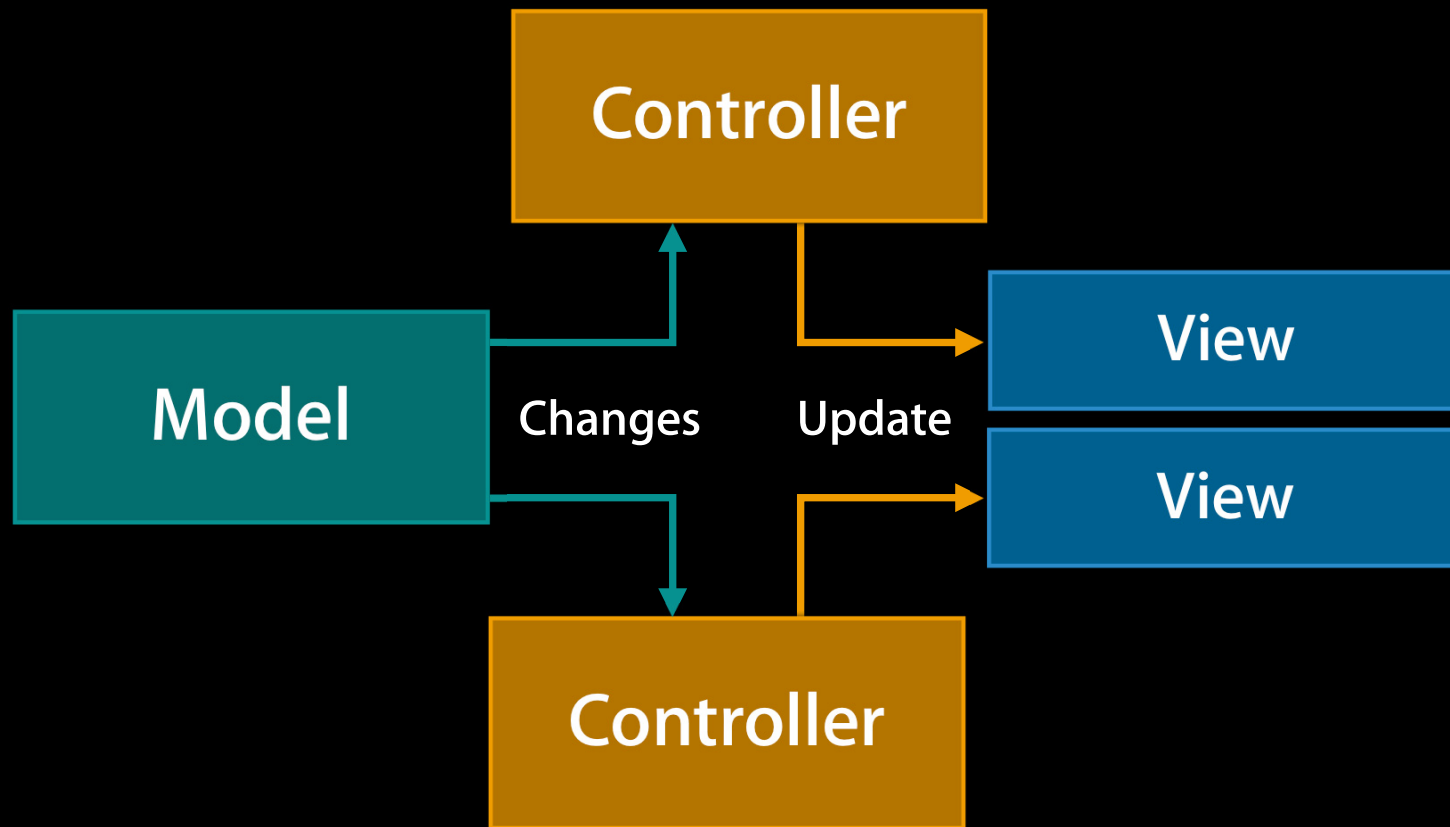 Controller
View
Model
Changes
Update
View
Controller